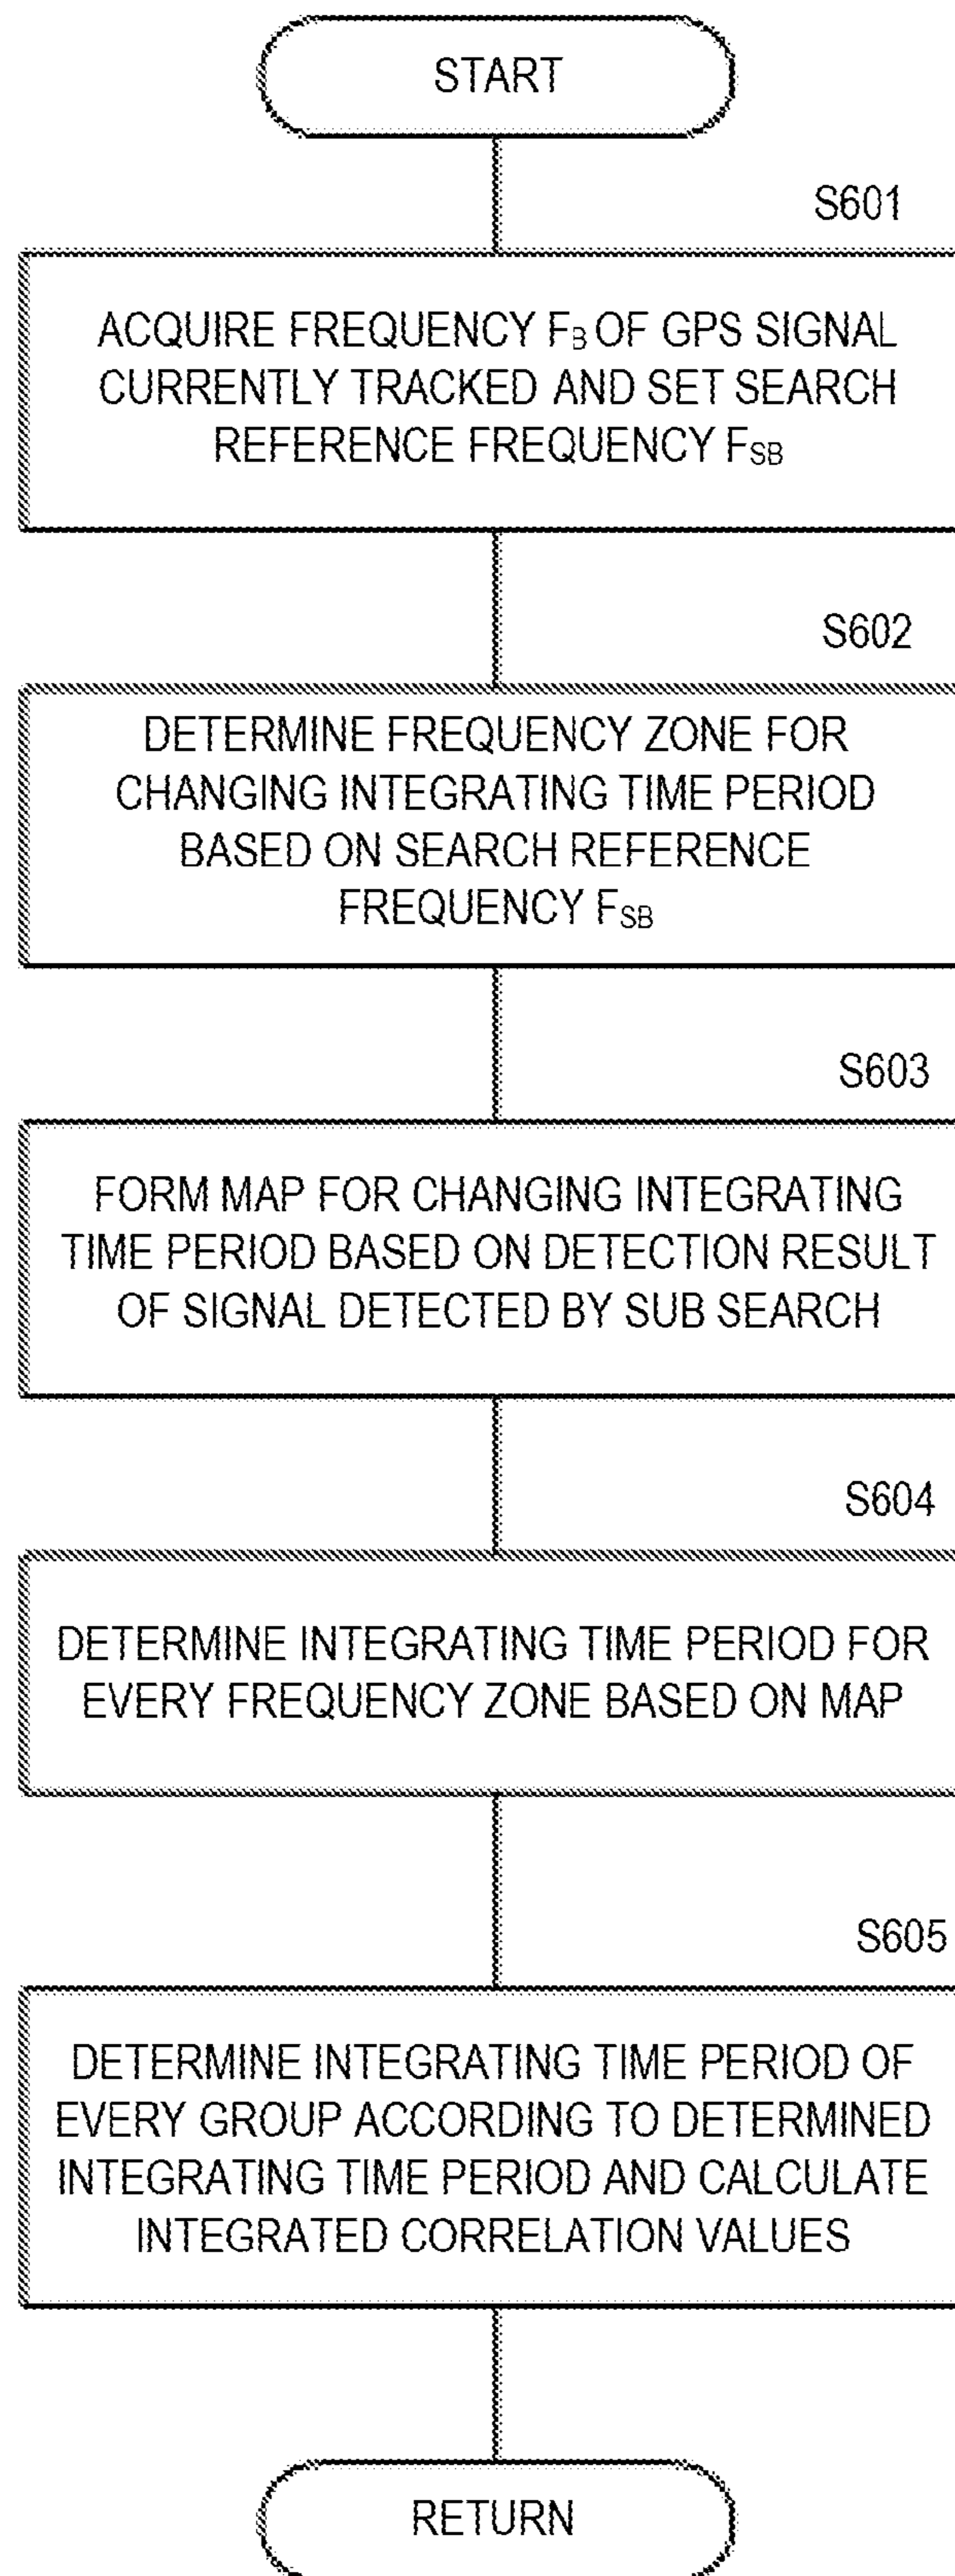 START
S601
ACQUIRE FREQUENCY FB OF GPS SIGNAL
CURRENTLY TRACKED AND SET SEARCH
REFERENCE FREQUENCY FSB
S602
DETERMINE FREQUENCY ZONE FOR
CHANGING INTEGRATING TIME PERIOD
BASED ON SEARCH REFERENCE
FREQUENCY FSB
S603
FORM MAP FOR CHANGING INTEGRATING
TIME PERIOD BASED ON DETECTION RESULT
OF SIGNAL DETECTED BY SUB SEARCH
S604
DETERMINE INTEGRATING TIME PERIOD FOR
EVERY FREQUENCY ZONE BASED ON MAP
S605
DETERMINE INTEGRATING TIME PERIOD OF
EVERY GROUP ACCORDING TO DETERMINED
INTEGRATING TIME PERIOD AND CALCULATE
INTEGRATED CORRELATION VALUES
RETURN